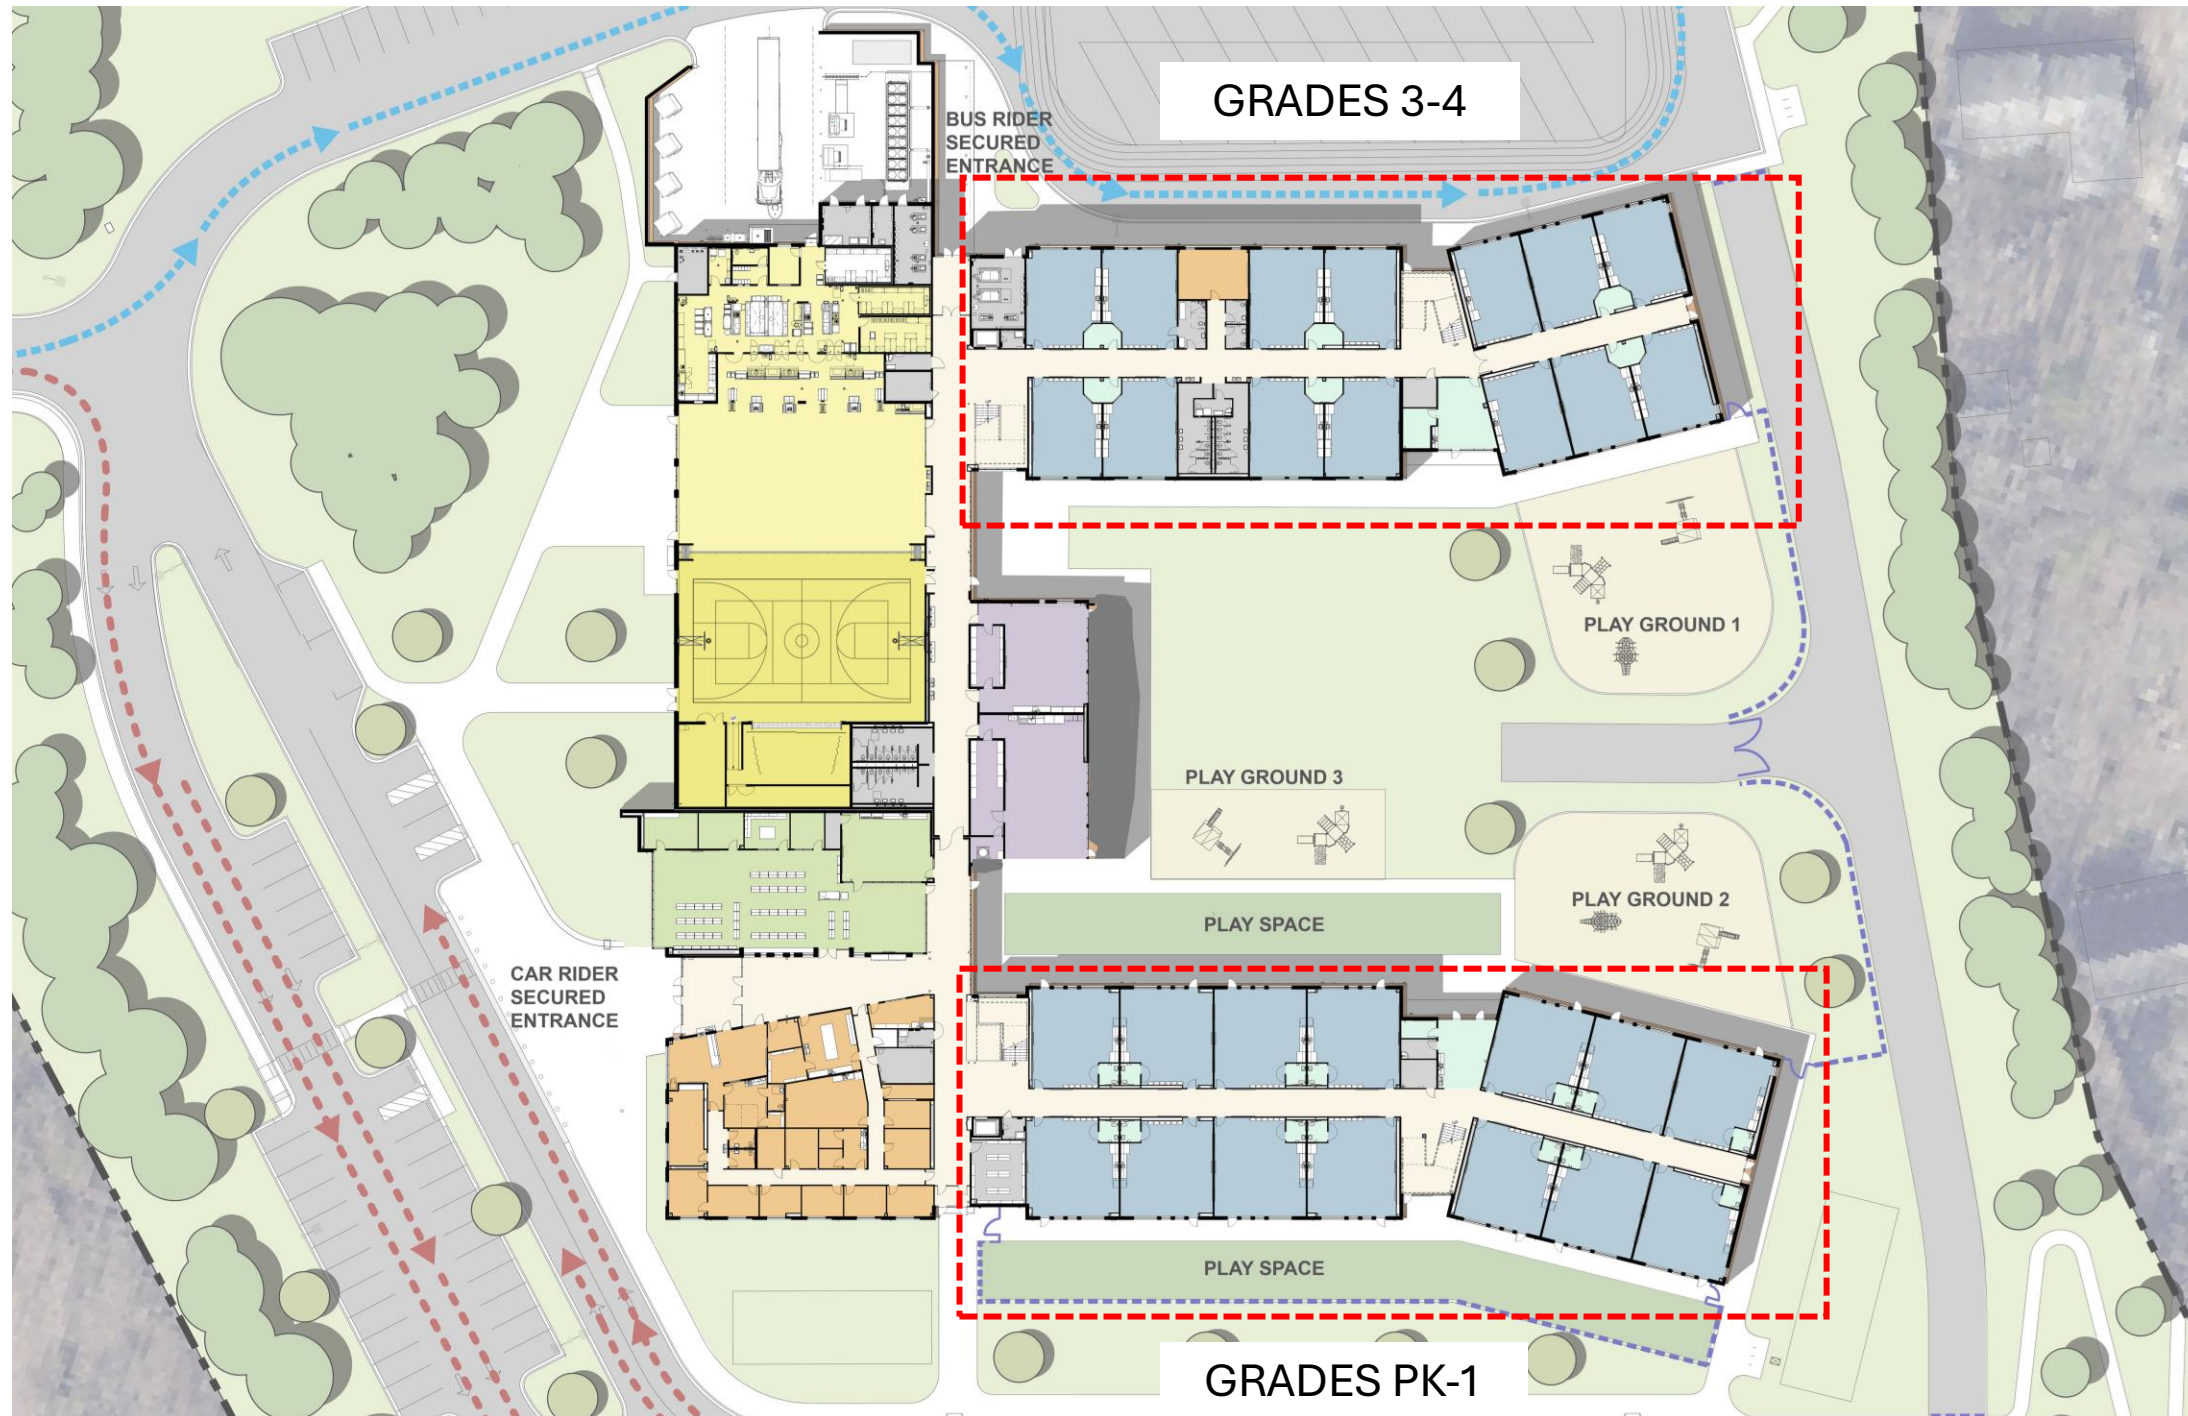 GRADES 3-4
BUS RIDER
SECURED
ENTRANCE
PLAY GROUND 1
PLAY GROUND 3
PLAY GROUND 2
PLAY SPACE
CAR RIDER
SECURED
ENTRANCE
PLAY SPACE
GRADES PK-1